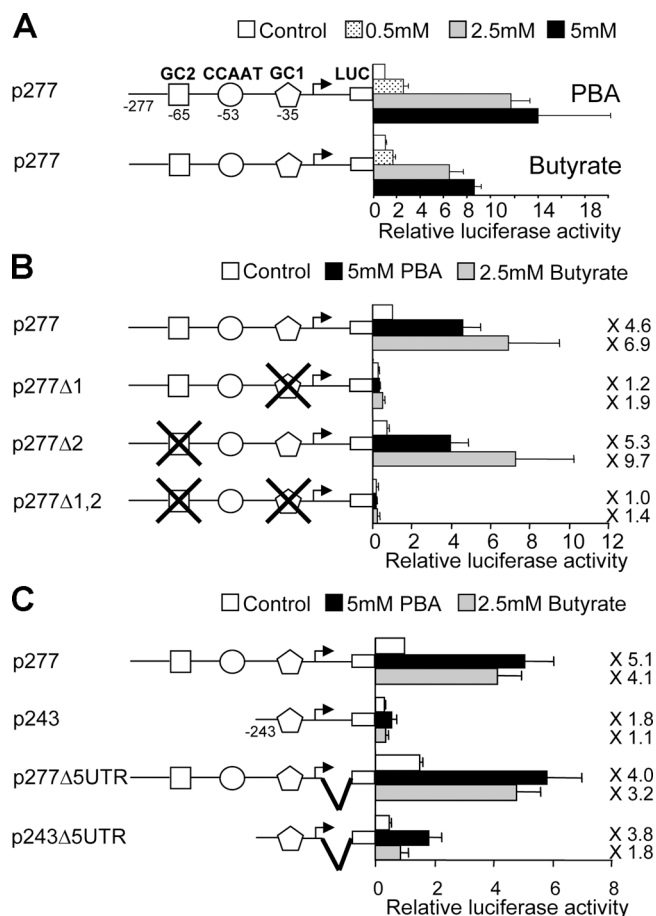 A
Control 0.5mM 2.5mM 5mM
GC2 CCAAT GC1 LUC
p277
-277 -65 -53 -35
PBA
p277
Butyrate
0 2 4 6 8 10 14 18
Relative luciferase activity
B
Control 5mM PBA 2.5mM Butyrate
p277
X 4.6
X 6.9
p277Δ1
X 1.2
X 1.9
p277Δ2
X 5.3
X 9.7
p277Δ1,2
X 1.0
X 1.4
0 2 4 6 8 10 12
Relative luciferase activity
C
Control 5mM PBA 2.5mM Butyrate
p277
X 5.1
X 4.1
p243
-243
X 1.8
X 1.1
p277Δ5UTR
X 4.0
X 3.2
p243Δ5UTR
X 3.8
X 1.8
0 2 4 6 8
Relative luciferase activity